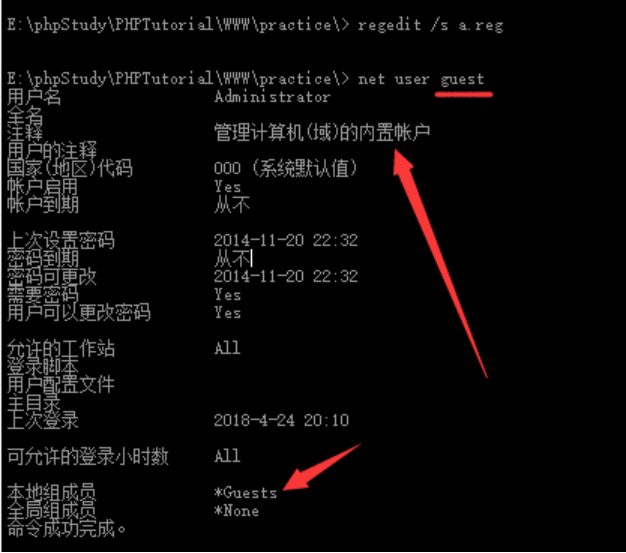 E:\phpStudy\PHPTutorial\WWW\practice\> regedit /s a.reg
E:\phpStudy\PHPTutorial\WWW\practice\> net user guest
用户名 Administrator
全名
注释 管理计算机(域)的内置帐户
用户的注释
国家(地区)代码 000 (系统默认值)
帐户启用 Yes
帐户到期 从不
上次设置密码 2014-11-20 22:32
密码到期 从不
密码可更改 2014-11-20 22:32
需要密码 Yes
用户可以更改密码 Yes
允许的工作站 All
登录脚本
用户配置文件
主目录
上次登录 2018-4-24 20:10
可允许的登录小时数 All
本地组成员 *Guests
全局组成员 *None
命令成功完成。